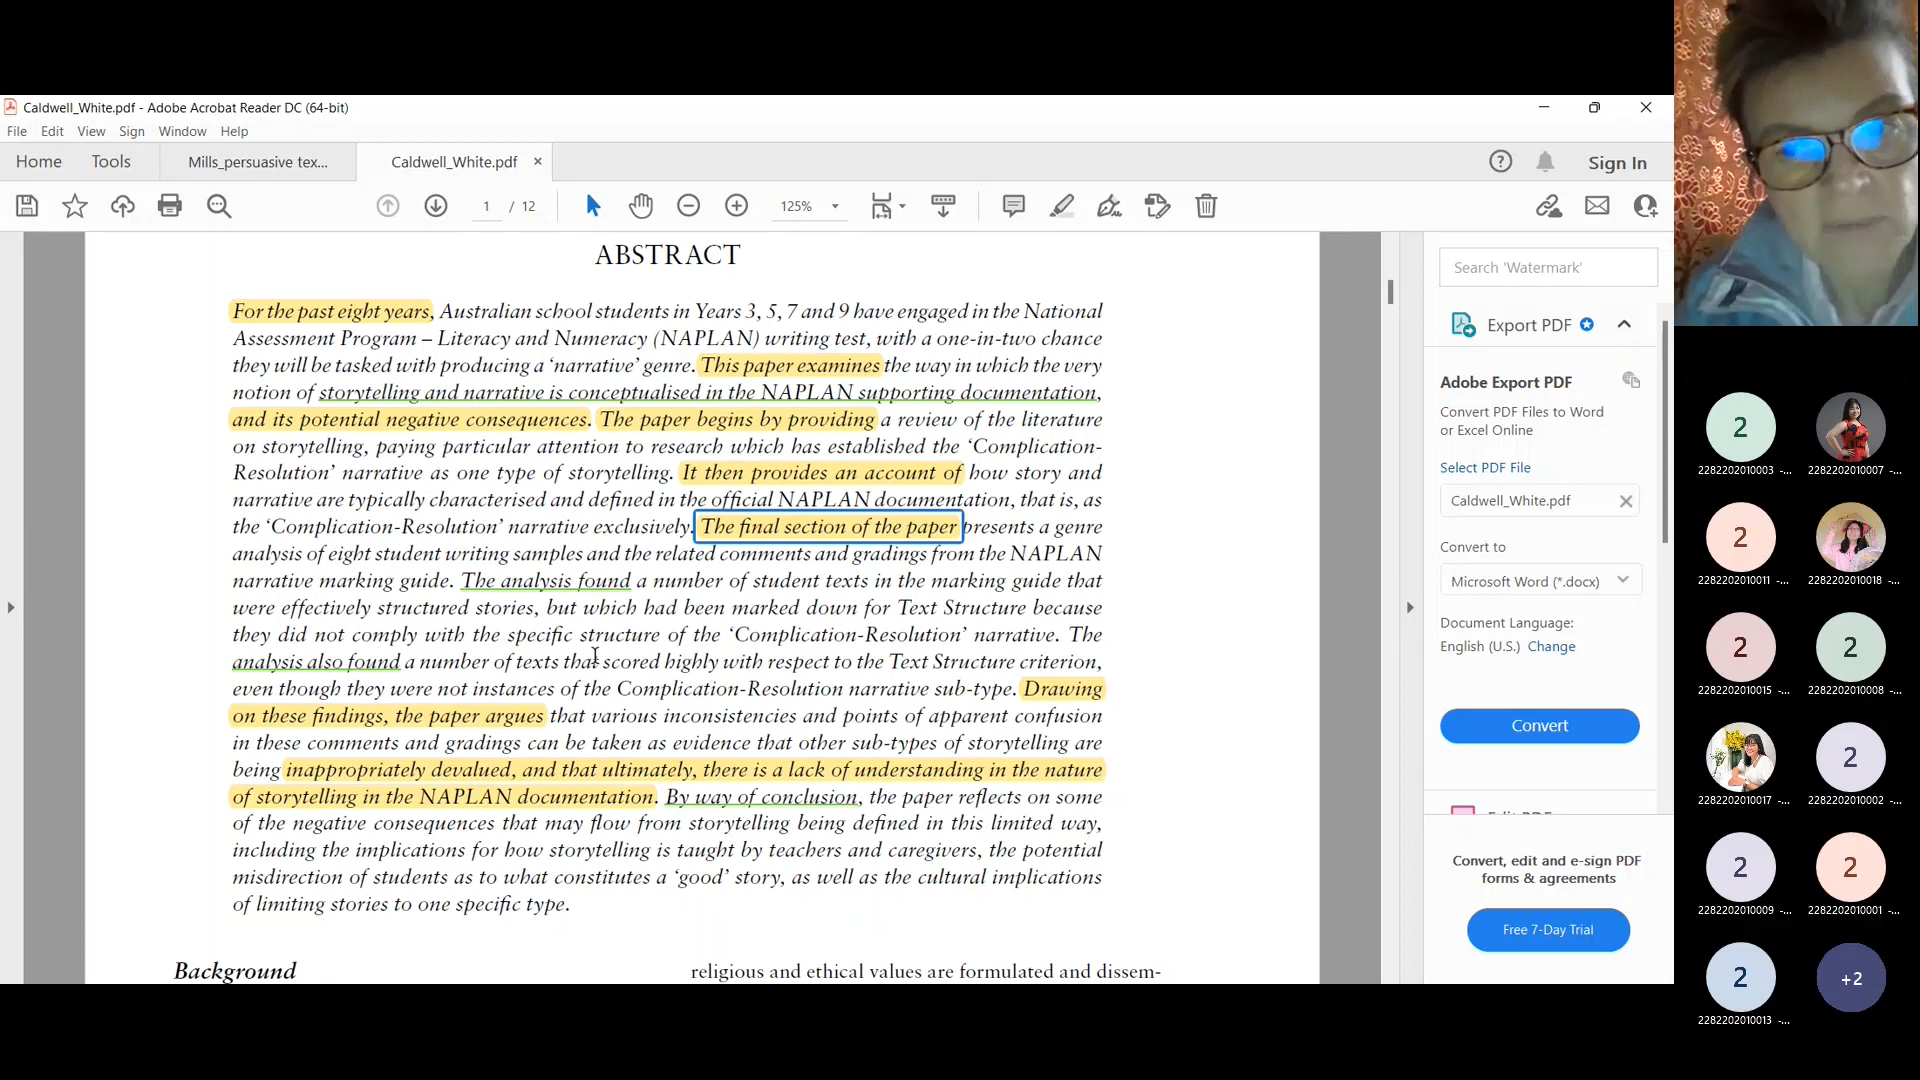 Caldwell_White.pdf - Adobe Acrobat Reader DC (64-bit)
File Edit View Sign Window Help
Home Tools Mills_persuasive tex... Caldwell_White.pdf × Sign In
1 / 12 125%
ABSTRACT
For the past eight years, Australian school students in Years 3, 5, 7 and 9 have engaged in the National
Assessment Program – Literacy and Numeracy (NAPLAN) writing test, with a one-in-two chance
they will be tasked with producing a ‘narrative’ genre. This paper examines the way in which the very
notion of storytelling and narrative is conceptualised in the NAPLAN supporting documentation,
and its potential negative consequences. The paper begins by providing a review of the literature
on storytelling, paying particular attention to research which has established the ‘Complication-
Resolution’ narrative as one type of storytelling. It then provides an account of how story and
narrative are typically characterised and defined in the official NAPLAN documentation, that is, as
the ‘Complication-Resolution’ narrative exclusively. The final section of the paper presents a genre
analysis of eight student writing samples and the related comments and gradings from the NAPLAN
narrative marking guide. The analysis found a number of student texts in the marking guide that
were effectively structured stories, but which had been marked down for Text Structure because
they did not comply with the specific structure of the ‘Complication-Resolution’ narrative. The
analysis also found a number of texts that scored highly with respect to the Text Structure criterion,
even though they were not instances of the Complication-Resolution narrative sub-type. Drawing
on these findings, the paper argues that various inconsistencies and points of apparent confusion
in these comments and gradings can be taken as evidence that other sub-types of storytelling are
being inappropriately devalued, and that ultimately, there is a lack of understanding in the nature
of storytelling in the NAPLAN documentation. By way of conclusion, the paper reflects on some
of the negative consequences that may flow from storytelling being defined in this limited way,
including the implications for how storytelling is taught by teachers and caregivers, the potential
misdirection of students as to what constitutes a ‘good’ story, as well as the cultural implications
of limiting stories to one specific type.
Background
religious and ethical values are formulated and dissem-
Search 'Watermark'
Export PDF
Adobe Export PDF
Convert PDF Files to Word
or Excel Online
Select PDF File
Caldwell_White.pdf
Convert to
Microsoft Word (*.docx)
Document Language:
English (U.S.) Change
Convert
Convert, edit and e-sign PDF
forms & agreements
Free 7-Day Trial
2
2282202010003 -... 2282202010007 -...
2
2282202010011 -... 2282202010018 -...
2 2
2282202010015 -... 2282202010008 -...
2
2282202010017 -... 2282202010002 -...
2 2
2282202010009 -... 2282202010001 -...
2 +2
2282202010013 -...